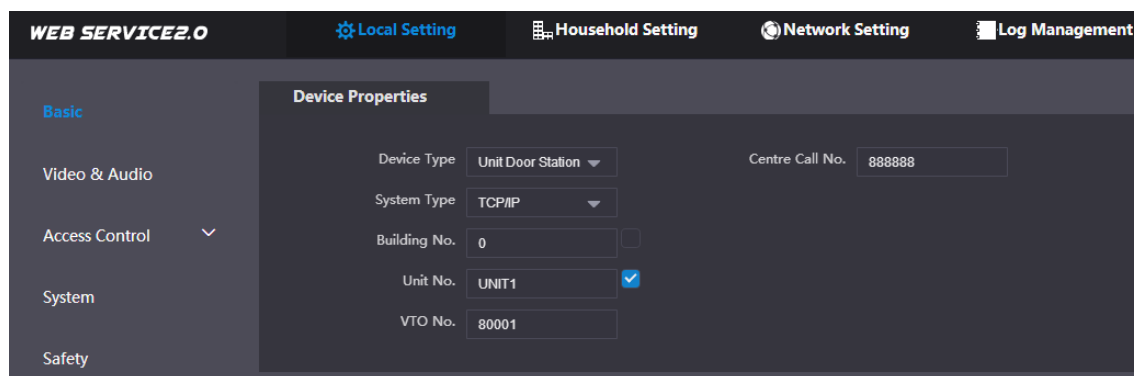 WEB SERVICE2.0
Local Setting
Household Setting
Network Setting
Log Management
Basic
Video & Audio
Access Control
System
Safety
Device Properties
Device Type Unit Door Station
Centre Call No. 888888
System Type TCP/IP
Building No. 0
Unit No. UNIT1
VTO No. 80001